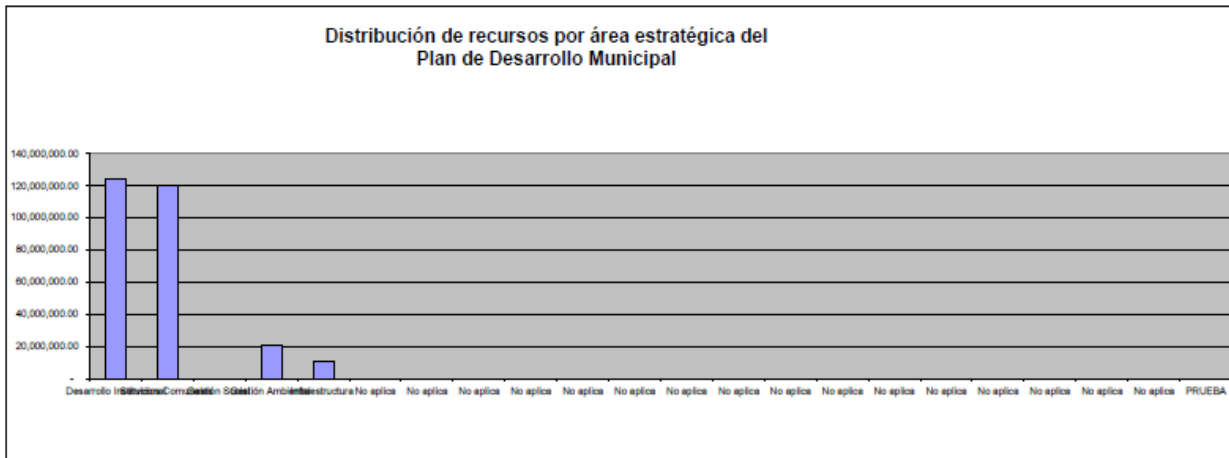 Distribución de recursos por área estratégica del
Plan de Desarrollo Municipal
140,000,000.00
120,000,000.00
100,000,000.00
80,000,000.00
60,000,000.00
40,000,000.00
20,000,000.00
-
Desarrollo Gestión Ambiental Infraestructura No aplica No aplica No aplica No aplica No aplica No aplica No aplica No aplica No aplica No aplica No aplica No aplica No aplica No aplica No aplica No aplica PRUEBA